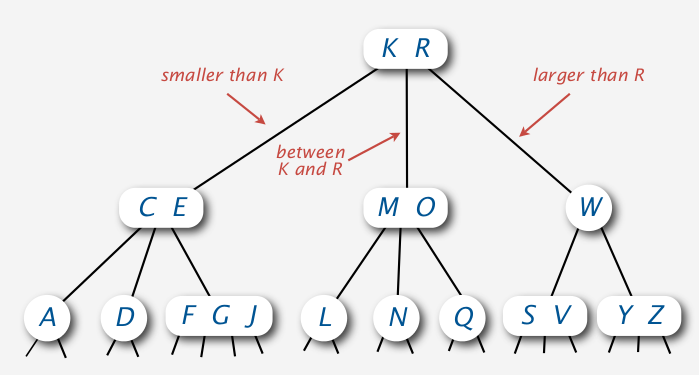 K R
smaller than K
larger than R
between
K and R
C E
M O
W
A
D
F G J
L
N
Q
S V
Y Z